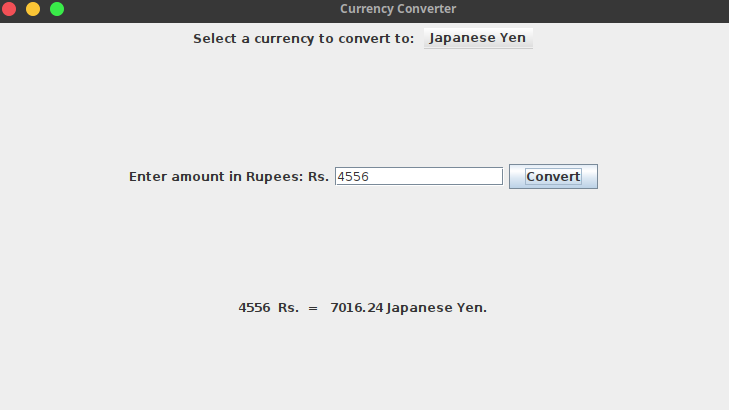 Currency Converter
Select a currency to convert to: Japanese Yen
Enter amount in Rupees: Rs. 4556 Convert
4556 Rs. = 7016.24 Japanese Yen.